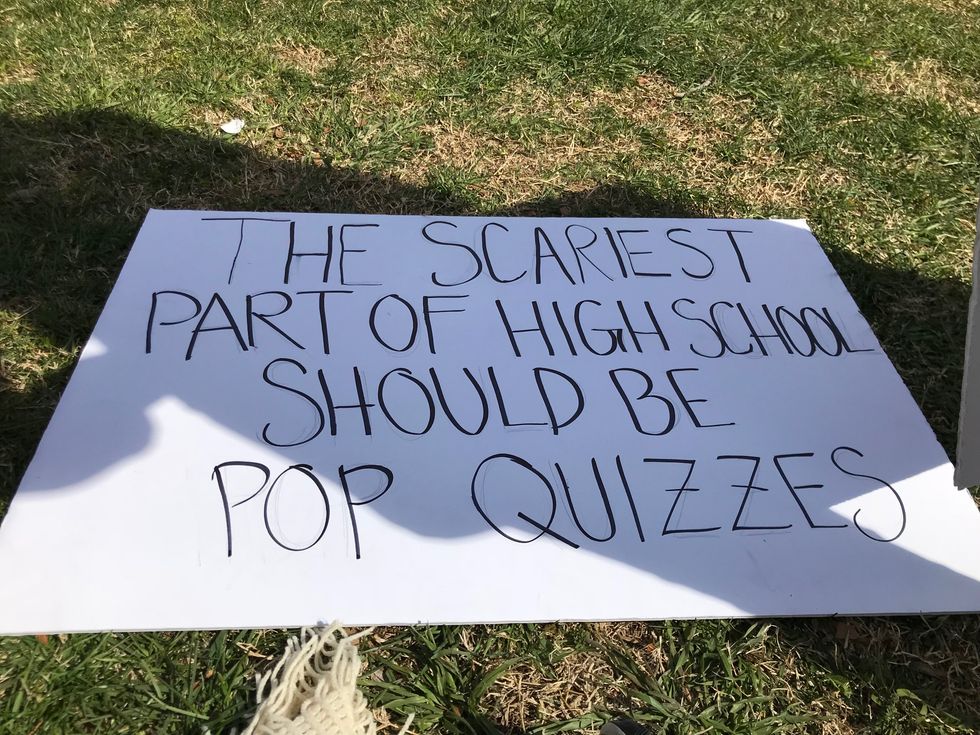 THE SCARIEST
PART OF HIGH SCHOOL
SHOULD BE
POP QUIZZES